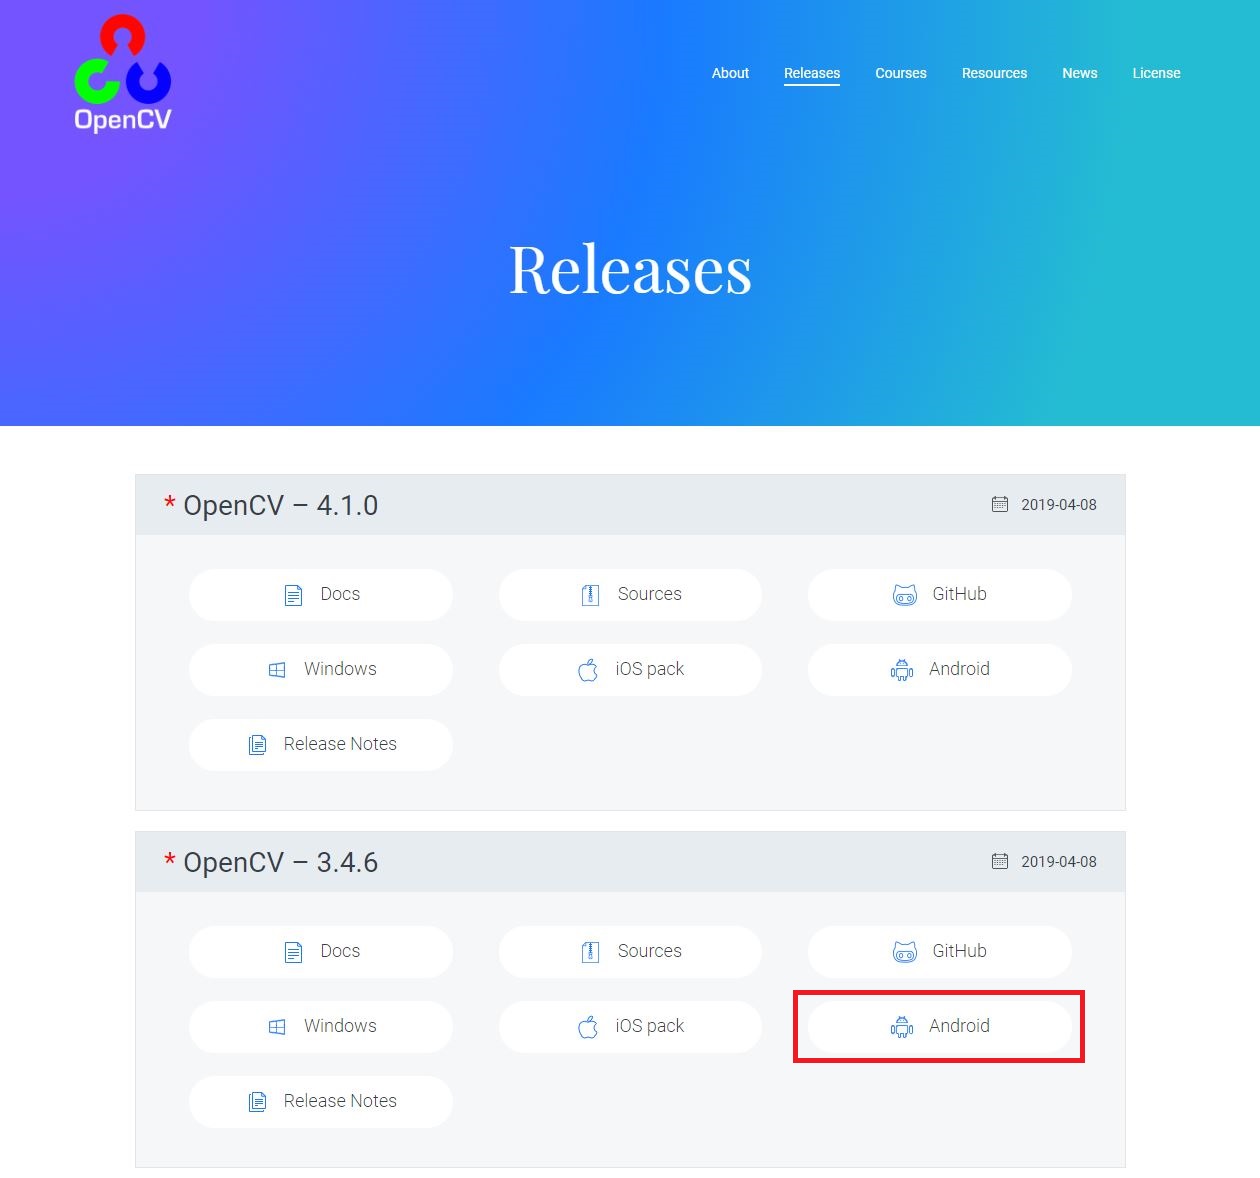 OpenCV
About Releases Courses Resources News License
Releases
* OpenCV – 4.1.0 2019-04-08
Docs Sources GitHub
Windows iOS pack Android
Release Notes
* OpenCV – 3.4.6 2019-04-08
Docs Sources GitHub
Windows iOS pack Android
Release Notes